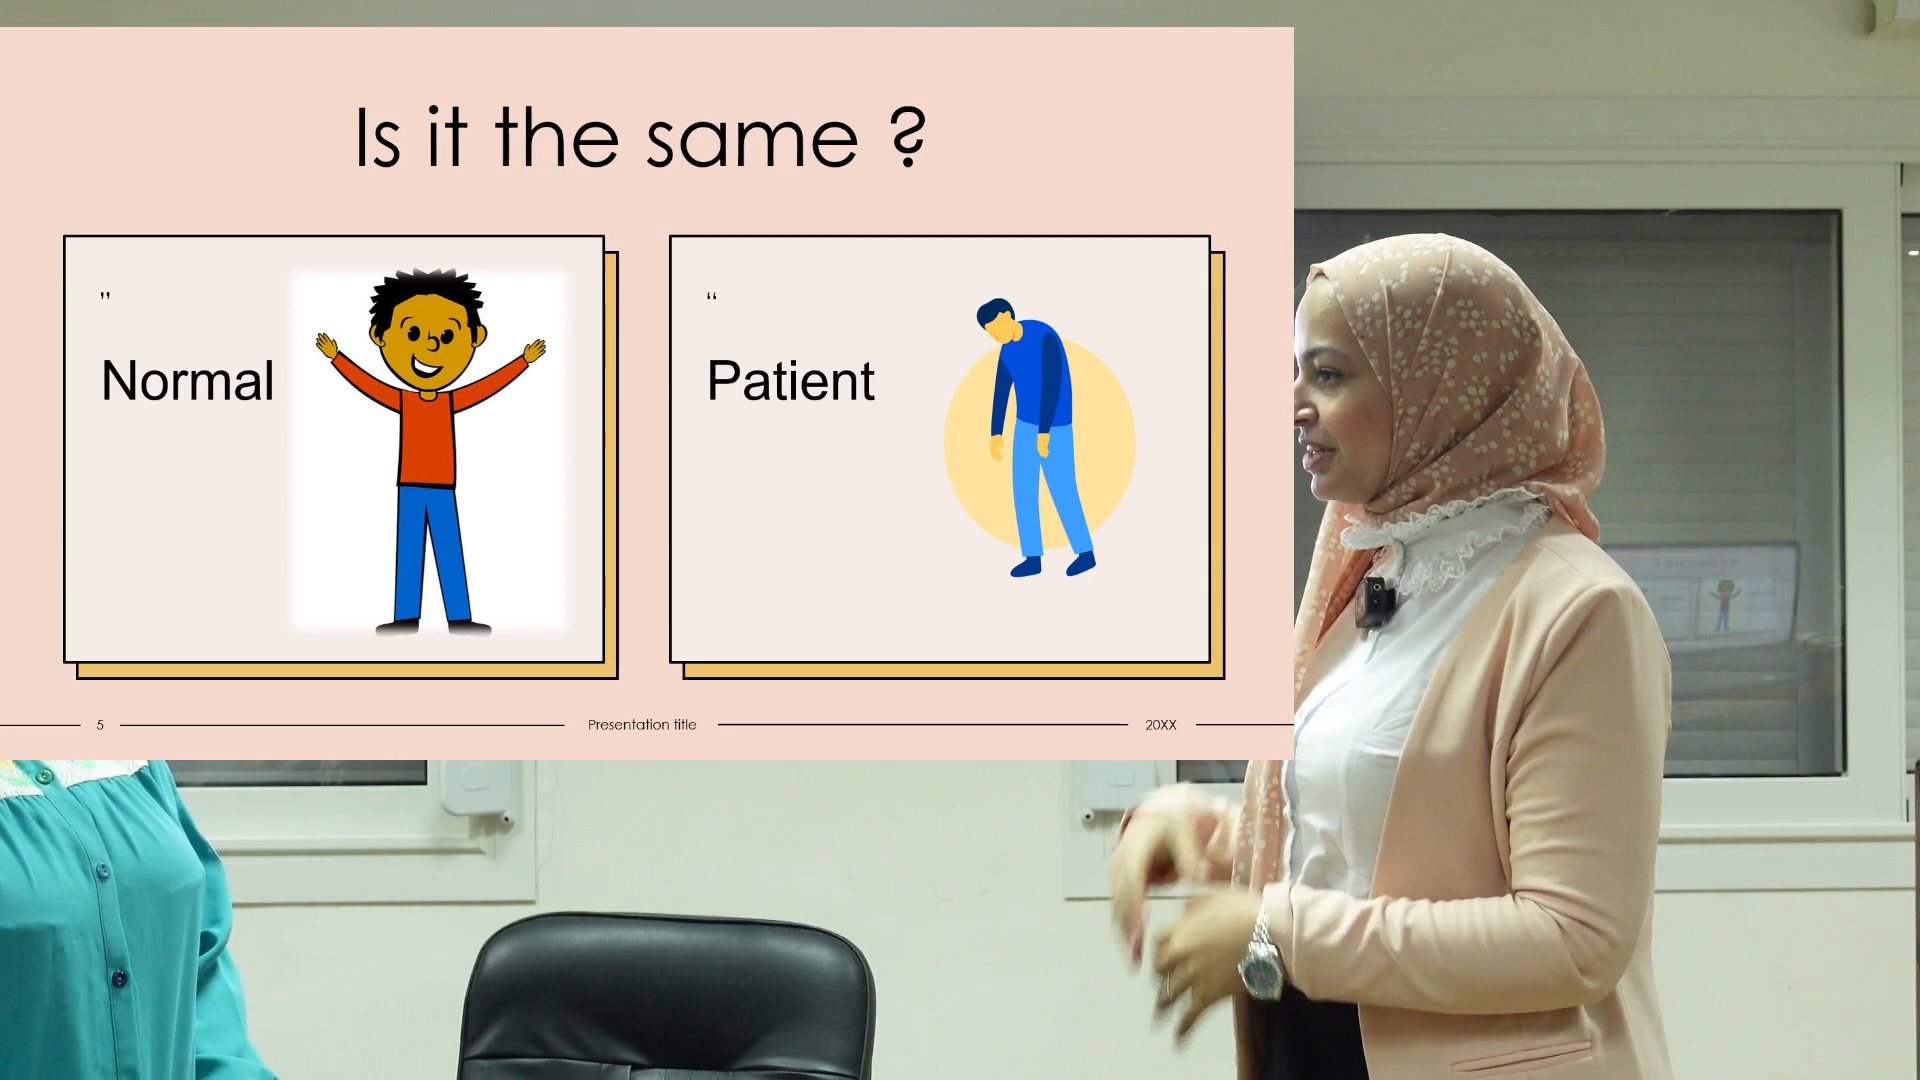 Is it the same ?
”
Normal
“
Patient
5
Presentation title
20XX